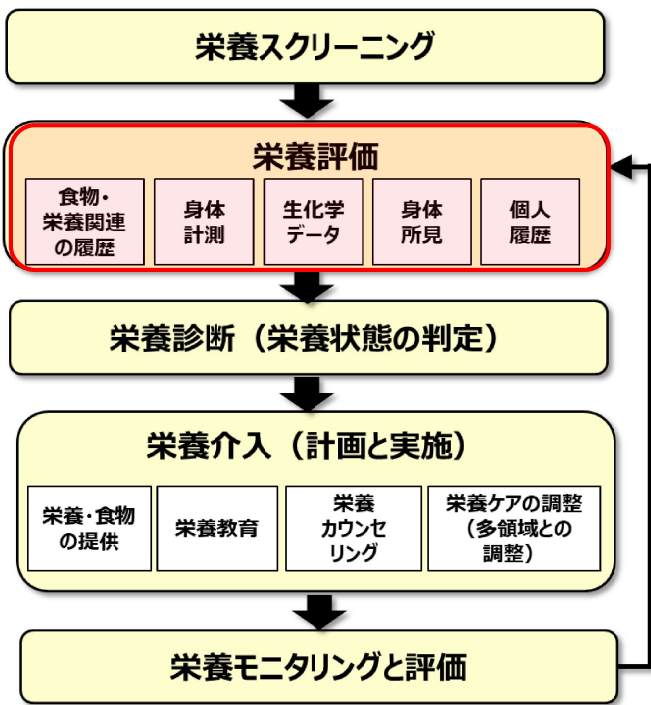 栄養スクリーニング
栄養評価
食物・
栄養関連
の履歴
身体
計測
生化学
データ
身体
所見
個人
履歴
栄養診断（栄養状態の判定）
栄養介入（計画と実施）
栄養・食物
の提供
栄養教育
栄養
カウンセ
リング
栄養ケアの調整
（多領域との
調整）
栄養モニタリングと評価